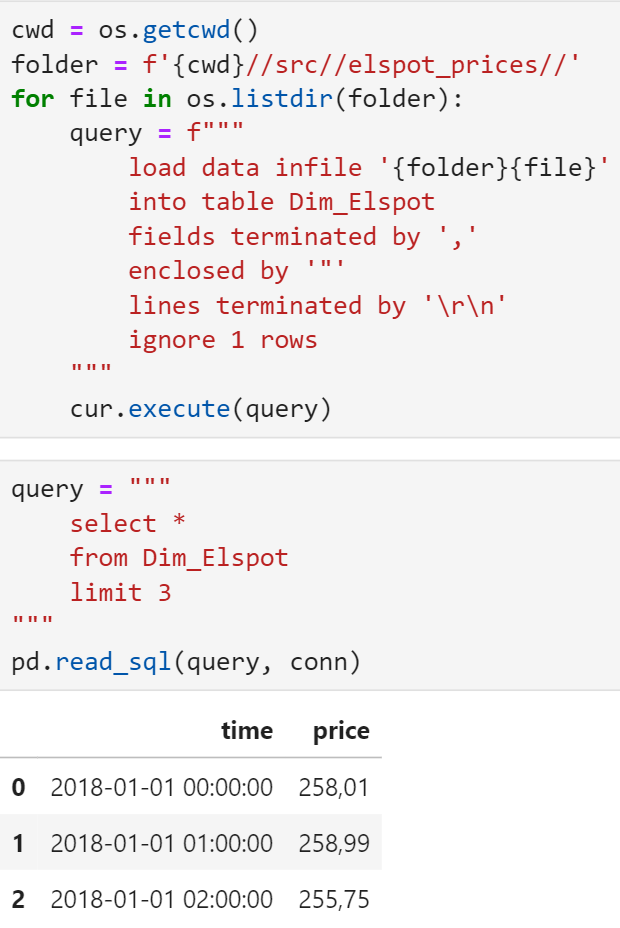 cwd = os.getcwd()
folder = f'{cwd}//src//elspot_prices//'
for file in os.listdir(folder):
    query = f"""
        load data infile '{folder}{file}'
        into table Dim_Elspot
        fields terminated by ','
        enclosed by '"'
        lines terminated by '\r\n'
        ignore 1 rows
    """
    cur.execute(query)
query = """
    select *
    from Dim_Elspot
    limit 3
"""
pd.read_sql(query, conn)
time price
0 2018-01-01 00:00:00 258,01
1 2018-01-01 01:00:00 258,99
2 2018-01-01 02:00:00 255,75